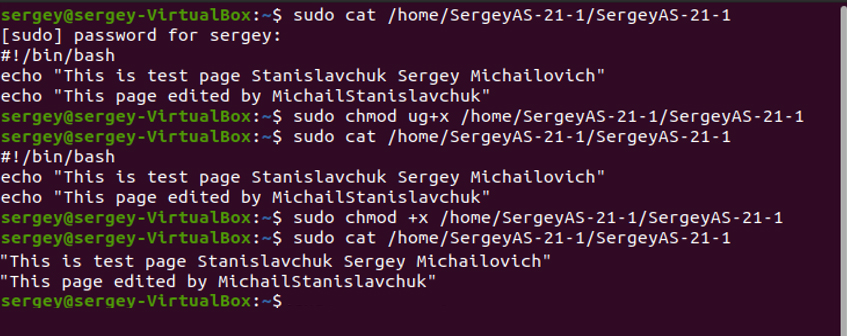 sergey@sergey-VirtualBox:~$ sudo cat /home/SergeyAS-21-1/SergeyAS-21-1
[sudo] password for sergey:
#!/bin/bash
echo "This is test page Stanislavchuk Sergey Michailovich"
echo "This page edited by MichailStanislavchuk"
sergey@sergey-VirtualBox:~$ sudo chmod ug+x /home/SergeyAS-21-1/SergeyAS-21-1
sergey@sergey-VirtualBox:~$ sudo cat /home/SergeyAS-21-1/SergeyAS-21-1
#!/bin/bash
echo "This is test page Stanislavchuk Sergey Michailovich"
echo "This page edited by MichailStanislavchuk"
sergey@sergey-VirtualBox:~$ sudo chmod +x /home/SergeyAS-21-1/SergeyAS-21-1
sergey@sergey-VirtualBox:~$ sudo cat /home/SergeyAS-21-1/SergeyAS-21-1
"This is test page Stanislavchuk Sergey Michailovich"
"This page edited by MichailStanislavchuk"
sergey@sergey-VirtualBox:~$